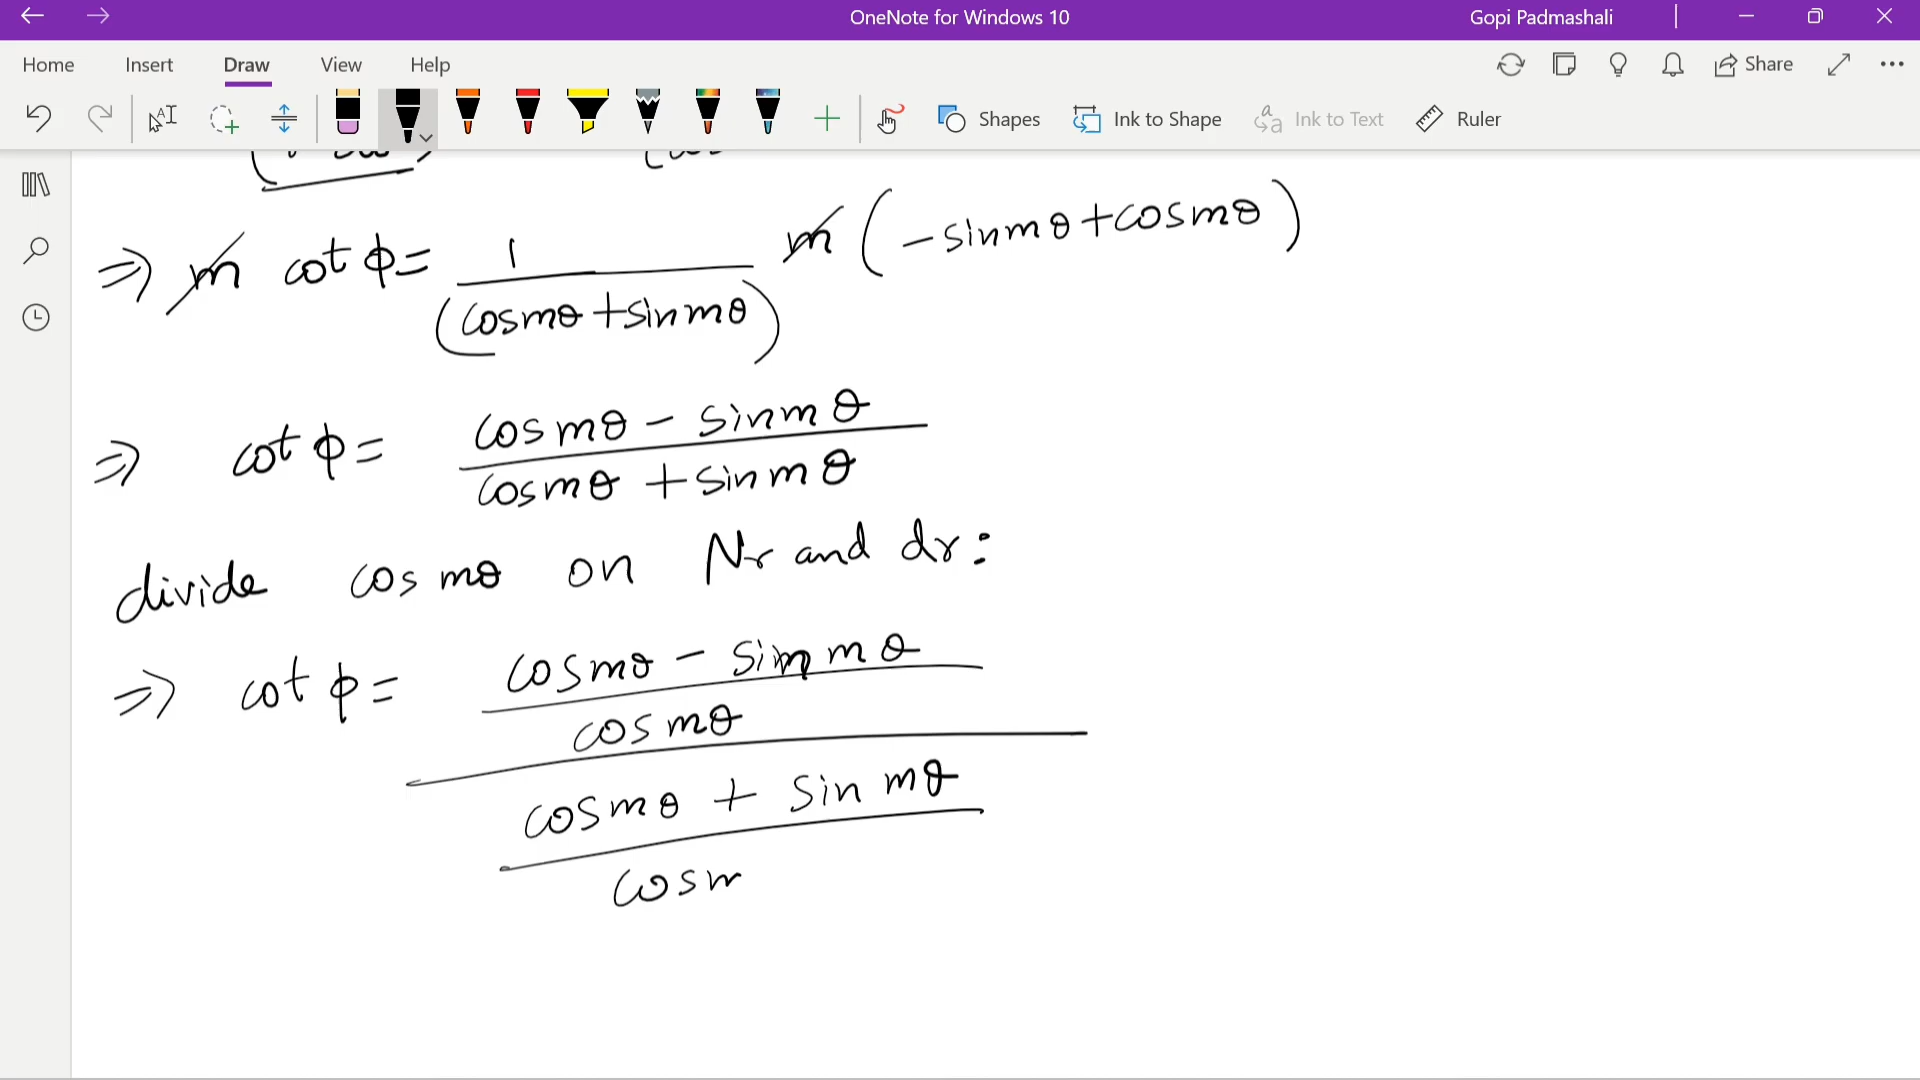 OneNote for Windows 10
Gopi Padmashali
Home Insert Draw View Help Share
Shapes Ink to Shape Ink to Text Ruler
⇒ m cot ϕ = 1/(cosmθ + sinmθ) m (-sinmθ + cosmθ)
⇒ cot ϕ = (cosmθ - sinmθ)/(cosmθ + sinmθ)
divide cos mθ on Nr and dr:
⇒ cot ϕ =
cosmθ - sinmθ
cosmθ
cosmθ + sin mθ
cosm